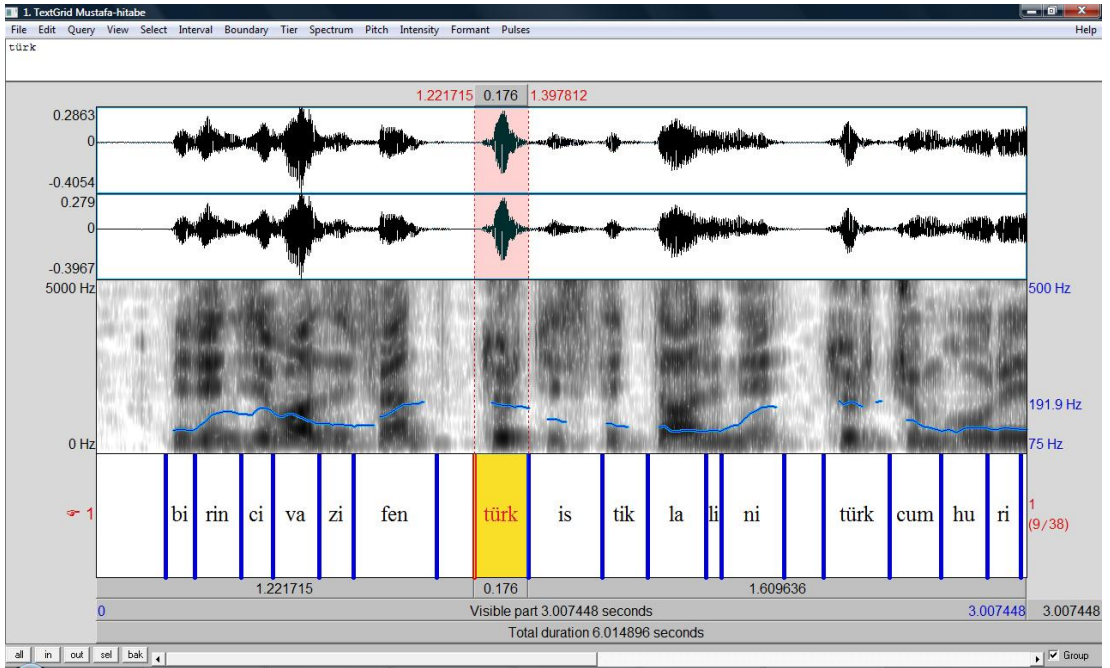 1. TextGrid Mustafa-hitabe
File Edit Query View Select Interval Boundary Tier Spectrum Pitch Intensity Formant Pulses Help
türk
1.221715 0.176 1.397812
0.2863
0
-0.4054
0.279
0
-0.3967
5000 Hz 500 Hz
191.9 Hz
0 Hz 75 Hz
1 bi rin ci va zi fen türk is tik la li ni türk cum hu ri 1
(9/38)
1.221715 0.176 1.609636
0 Visible part 3.007448 seconds 3.007448 3.007448
Total duration 6.014896 seconds
all in out sel bak Group